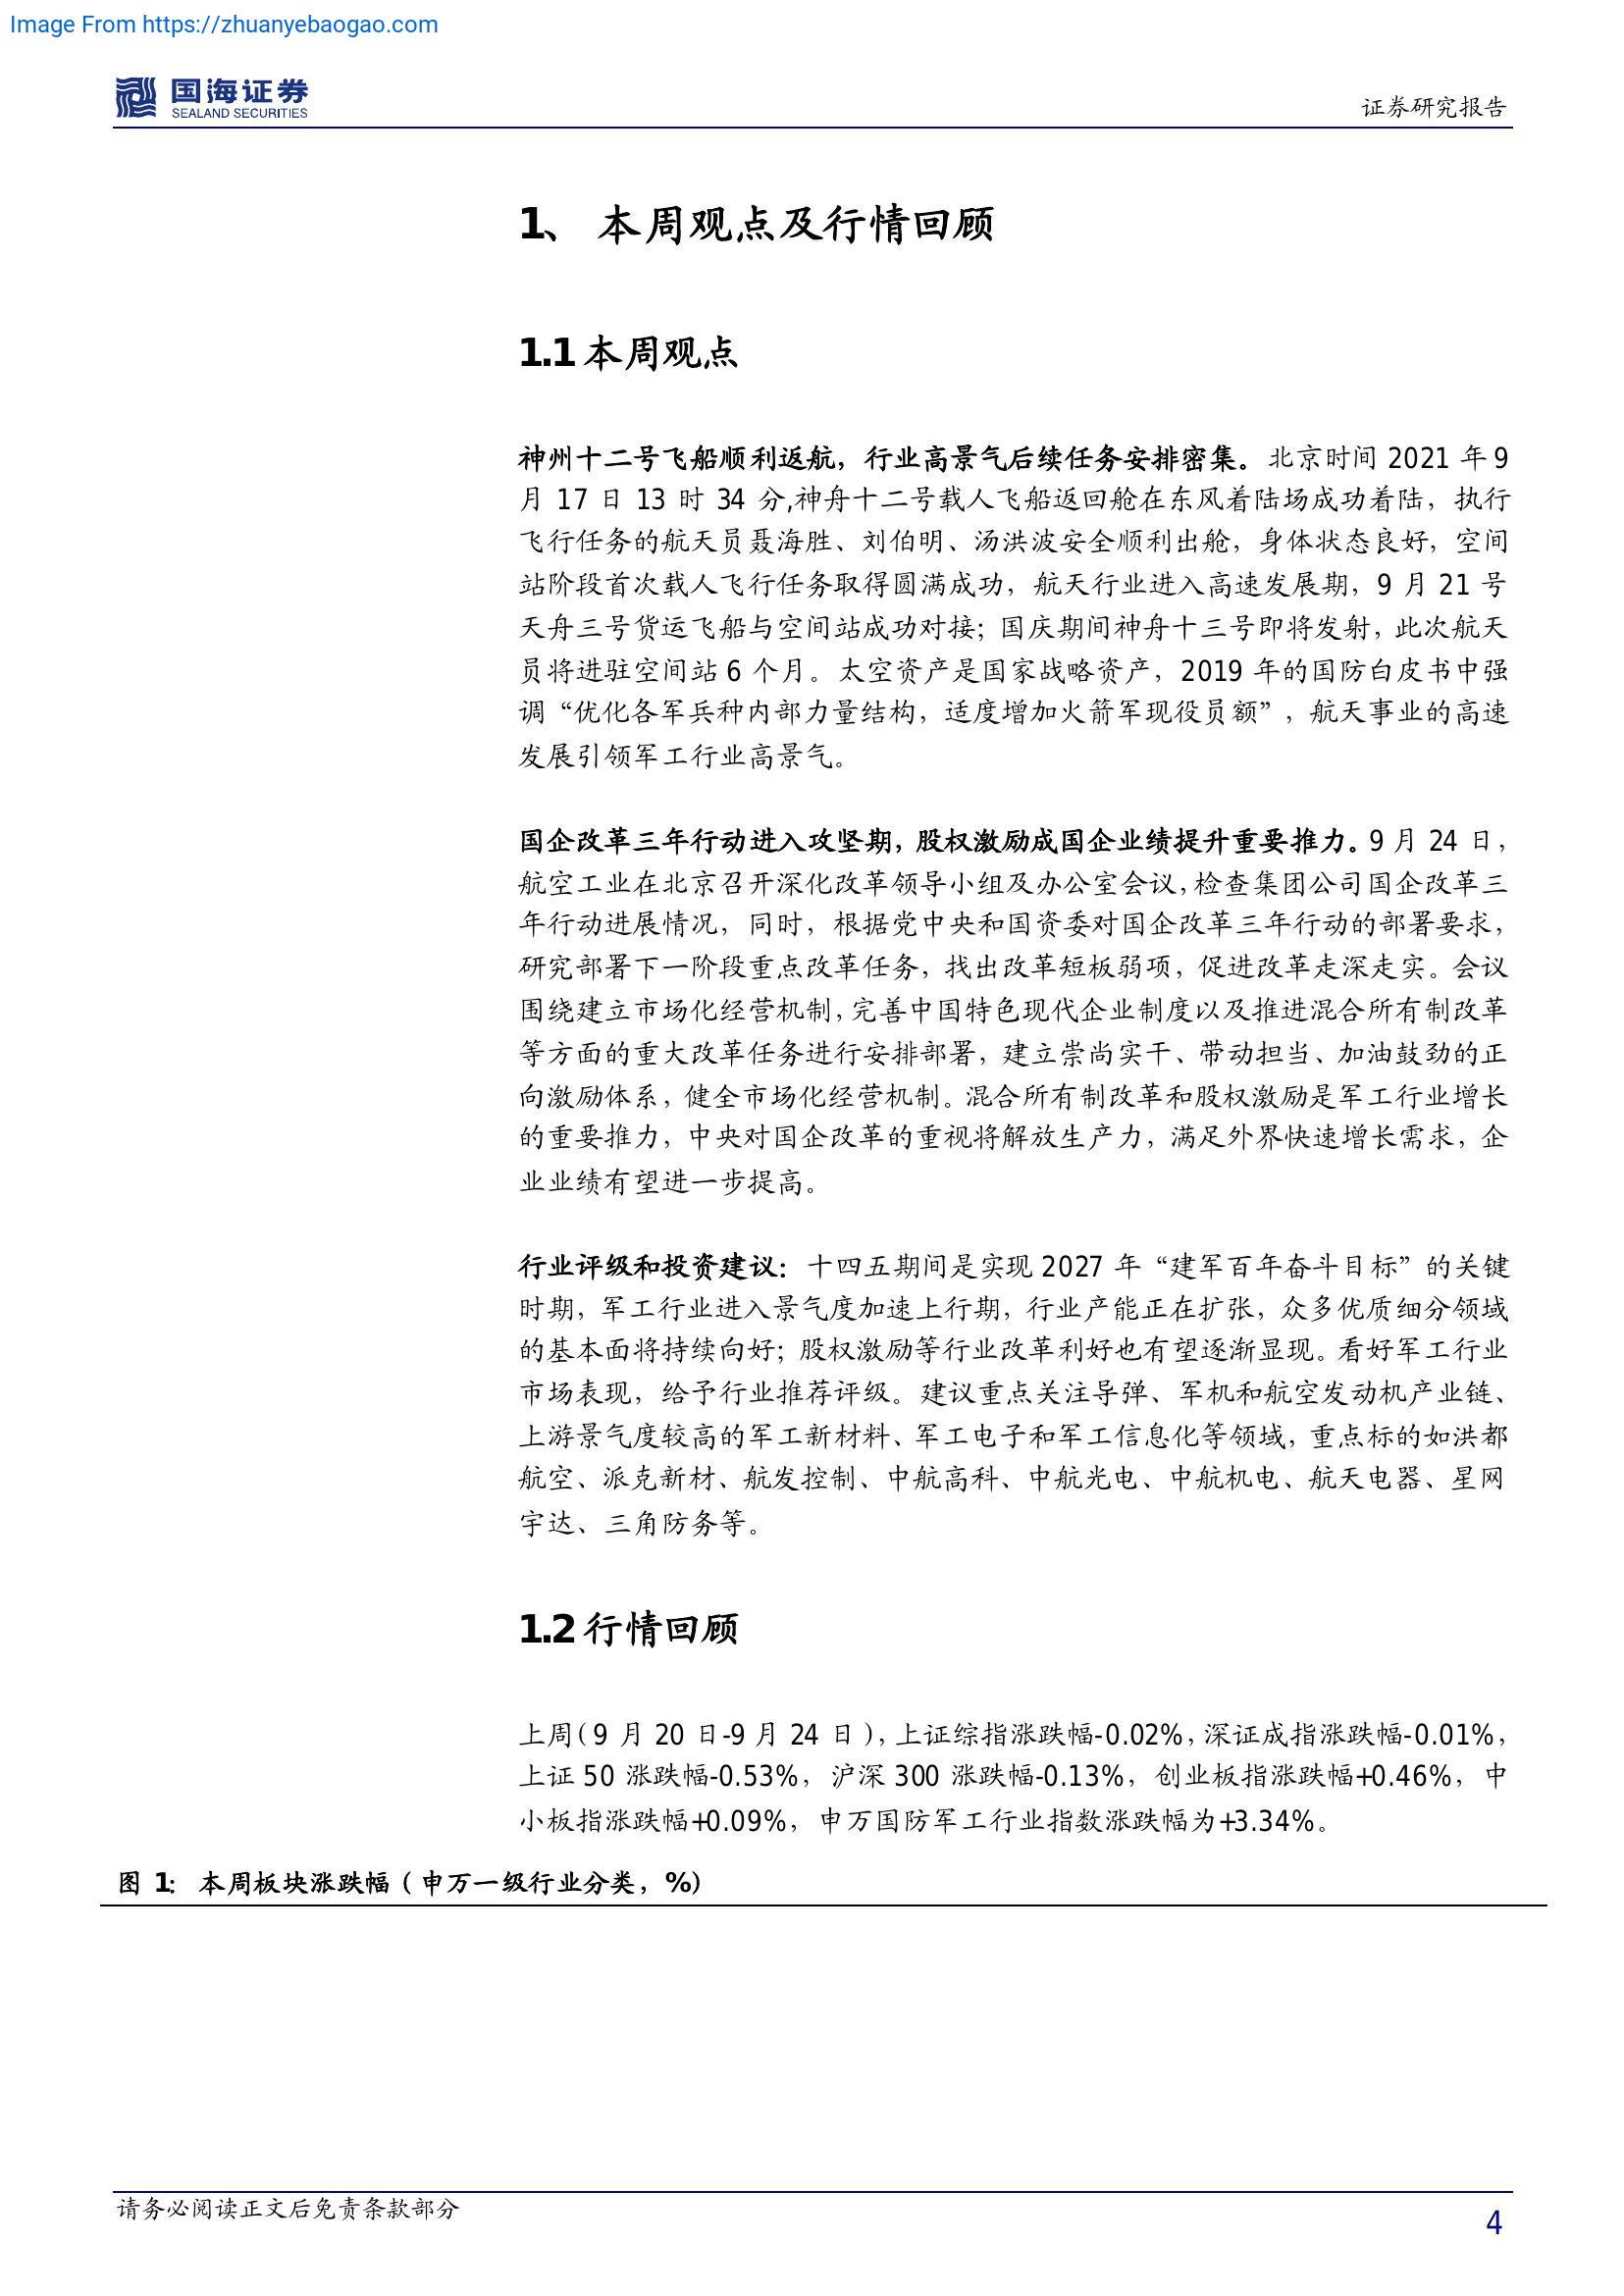 Image From https://zhuanyebaogao.com
国海证券
SEALAND SECURITIES
证券研究报告
1、 本周观点及行情回顾
1.1 本周观点
神州十二号飞船顺利返航，行业高景气后续任务安排密集。北京时间 2021 年 9
月 17 日 13 时 34 分,神舟十二号载人飞船返回舱在东风着陆场成功着陆，执行
飞行任务的航天员聂海胜、刘伯明、汤洪波安全顺利出舱，身体状态良好，空间
站阶段首次载人飞行任务取得圆满成功，航天行业进入高速发展期，9 月 21 号
天舟三号货运飞船与空间站成功对接；国庆期间神舟十三号即将发射，此次航天
员将进驻空间站 6 个月。太空资产是国家战略资产，2019 年的国防白皮书中强
调“优化各军兵种内部力量结构，适度增加火箭军现役员额”，航天事业的高速
发展引领军工行业高景气。
国企改革三年行动进入攻坚期，股权激励成国企业绩提升重要推力。9 月 24 日，
航空工业在北京召开深化改革领导小组及办公室会议，检查集团公司国企改革三
年行动进展情况，同时，根据党中央和国资委对国企改革三年行动的部署要求，
研究部署下一阶段重点改革任务，找出改革短板弱项，促进改革走深走实。会议
围绕建立市场化经营机制，完善中国特色现代企业制度以及推进混合所有制改革
等方面的重大改革任务进行安排部署，建立崇尚实干、带动担当、加油鼓劲的正
向激励体系，健全市场化经营机制。混合所有制改革和股权激励是军工行业增长
的重要推力，中央对国企改革的重视将解放生产力，满足外界快速增长需求，企
业业绩有望进一步提高。
行业评级和投资建议：十四五期间是实现 2027 年“建军百年奋斗目标”的关键
时期，军工行业进入景气度加速上行期，行业产能正在扩张，众多优质细分领域
的基本面将持续向好；股权激励等行业改革利好也有望逐渐显现。看好军工行业
市场表现，给予行业推荐评级。建议重点关注导弹、军机和航空发动机产业链、
上游景气度较高的军工新材料、军工电子和军工信息化等领域，重点标的如洪都
航空、派克新材、航发控制、中航高科、中航光电、中航机电、航天电器、星网
宇达、三角防务等。
1.2 行情回顾
上周（9 月 20 日-9 月 24 日），上证综指涨跌幅-0.02%，深证成指涨跌幅-0.01%，
上证 50 涨跌幅-0.53%，沪深 300 涨跌幅-0.13%，创业板指涨跌幅+0.46%，中
小板指涨跌幅+0.09%，申万国防军工行业指数涨跌幅为+3.34%。
图 1： 本周板块涨跌幅（申万一级行业分类，%）
请务必阅读正文后免责条款部分
4